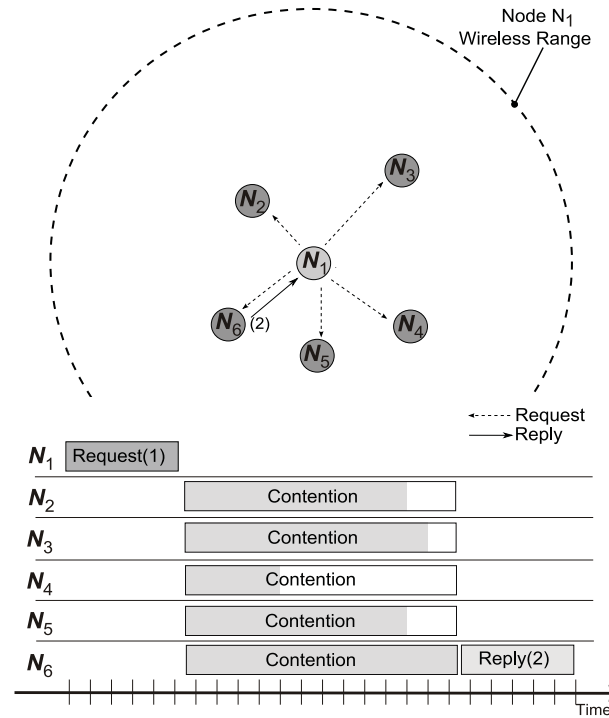 Node N1
Wireless Range
N3
N2
N1
N6 (2)
N4
N5
Request
Reply
N1 Request(1)
N2 Contention
N3 Contention
N4 Contention
N5 Contention
N6 Contention Reply(2)
Time